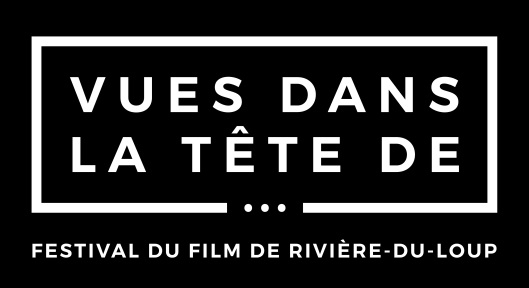 VUES DANS
LA TÊTE DE
...
FESTIVAL DU FILM DE RIVIÈRE-DU-LOUP